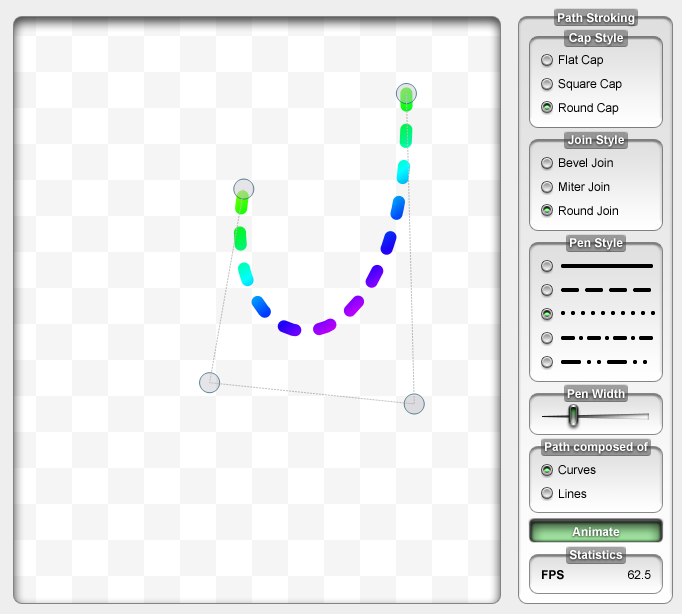 Path Stroking
Cap Style
Flat Cap
Square Cap
Round Cap
Join Style
Bevel Join
Miter Join
Round Join
Pen Style
Pen Width
Path composed of
Curves
Lines
Animate
Statistics
FPS 62.5